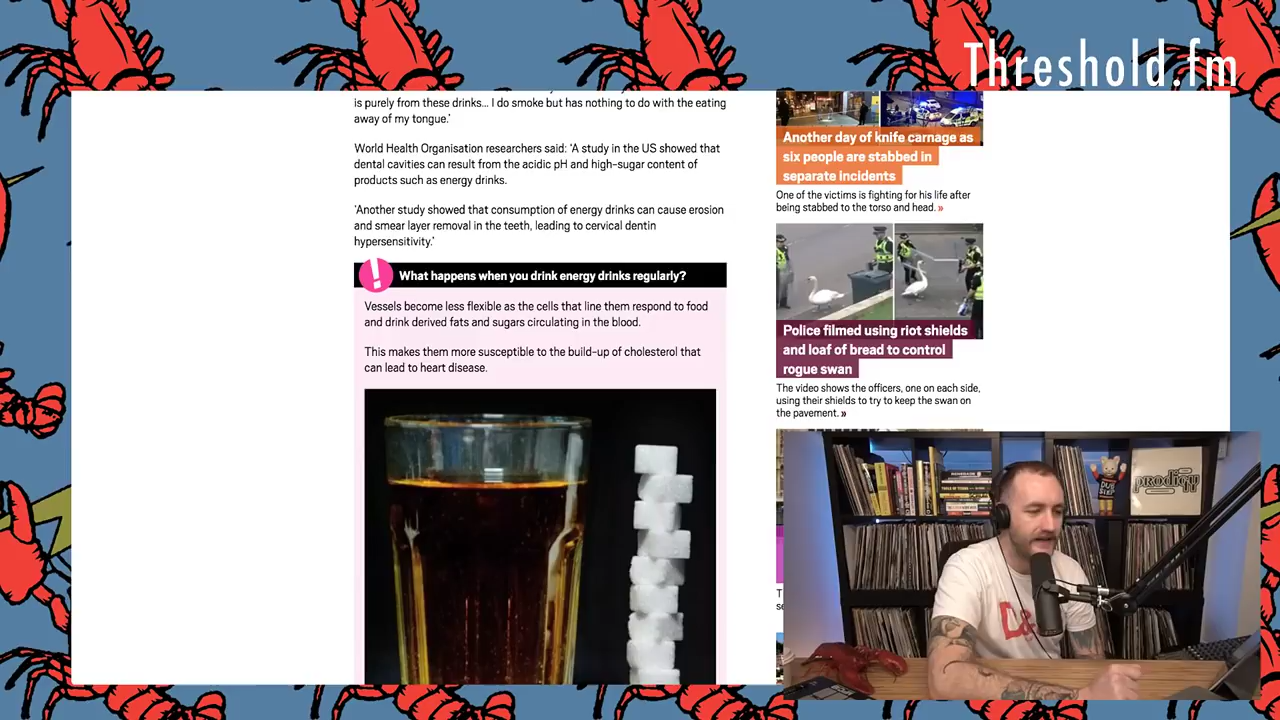 Threshold.fm
is purely from these drinks... I do smoke but has nothing to do with the eating
away of my tongue.'
World Health Organisation researchers said: 'A study in the US showed that
dental cavities can result from the acidic pH and high-sugar content of
products such as energy drinks.
'Another study showed that consumption of energy drinks can cause erosion
and smear layer removal in the teeth, leading to cervical dentin
hypersensitivity.'
! What happens when you drink energy drinks regularly?
Vessels become less flexible as the cells that line them respond to food
and drink derived fats and sugars circulating in the blood.
This makes them more susceptible to the build-up of cholesterol that
can lead to heart disease.
Another day of knife carnage as
six people are stabbed in
separate incidents
One of the victims is fighting for his life after
being stabbed to the torso and head. »
Police filmed using riot shields
and loaf of bread to control
rogue swan
The video shows the officers, one on each side,
using their shields to try to keep the swan on
the pavement. »
prodigy
DUB
STEP